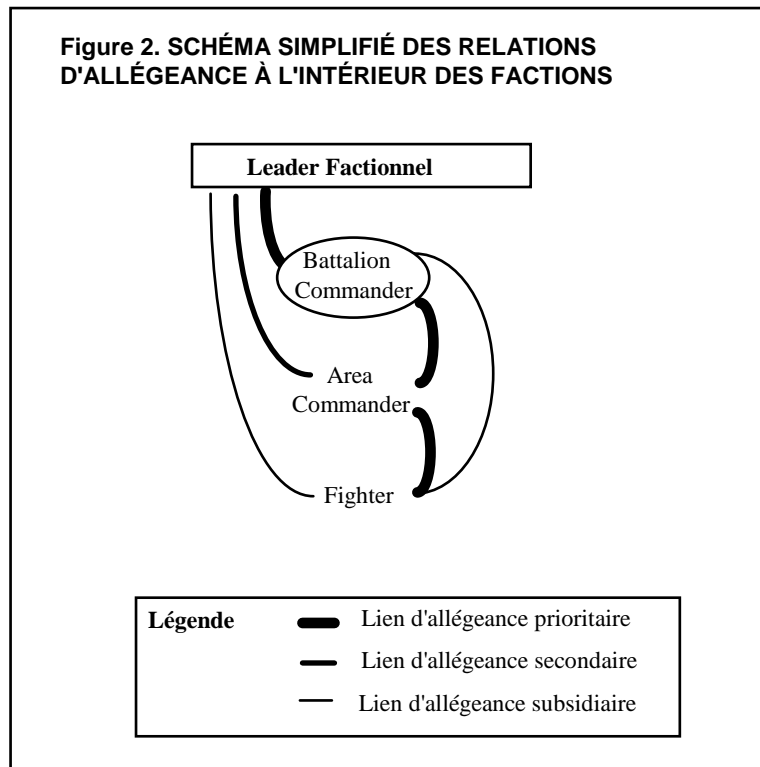 Figure 2. SCHÉMA SIMPLIFIÉ DES RELATIONS
D'ALLÉGEANCE À L'INTÉRIEUR DES FACTIONS
Leader Factionnel
Battalion
Commander
Area
Commander
Fighter
Légende
Lien d'allégeance prioritaire
Lien d'allégeance secondaire
Lien d'allégeance subsidiaire